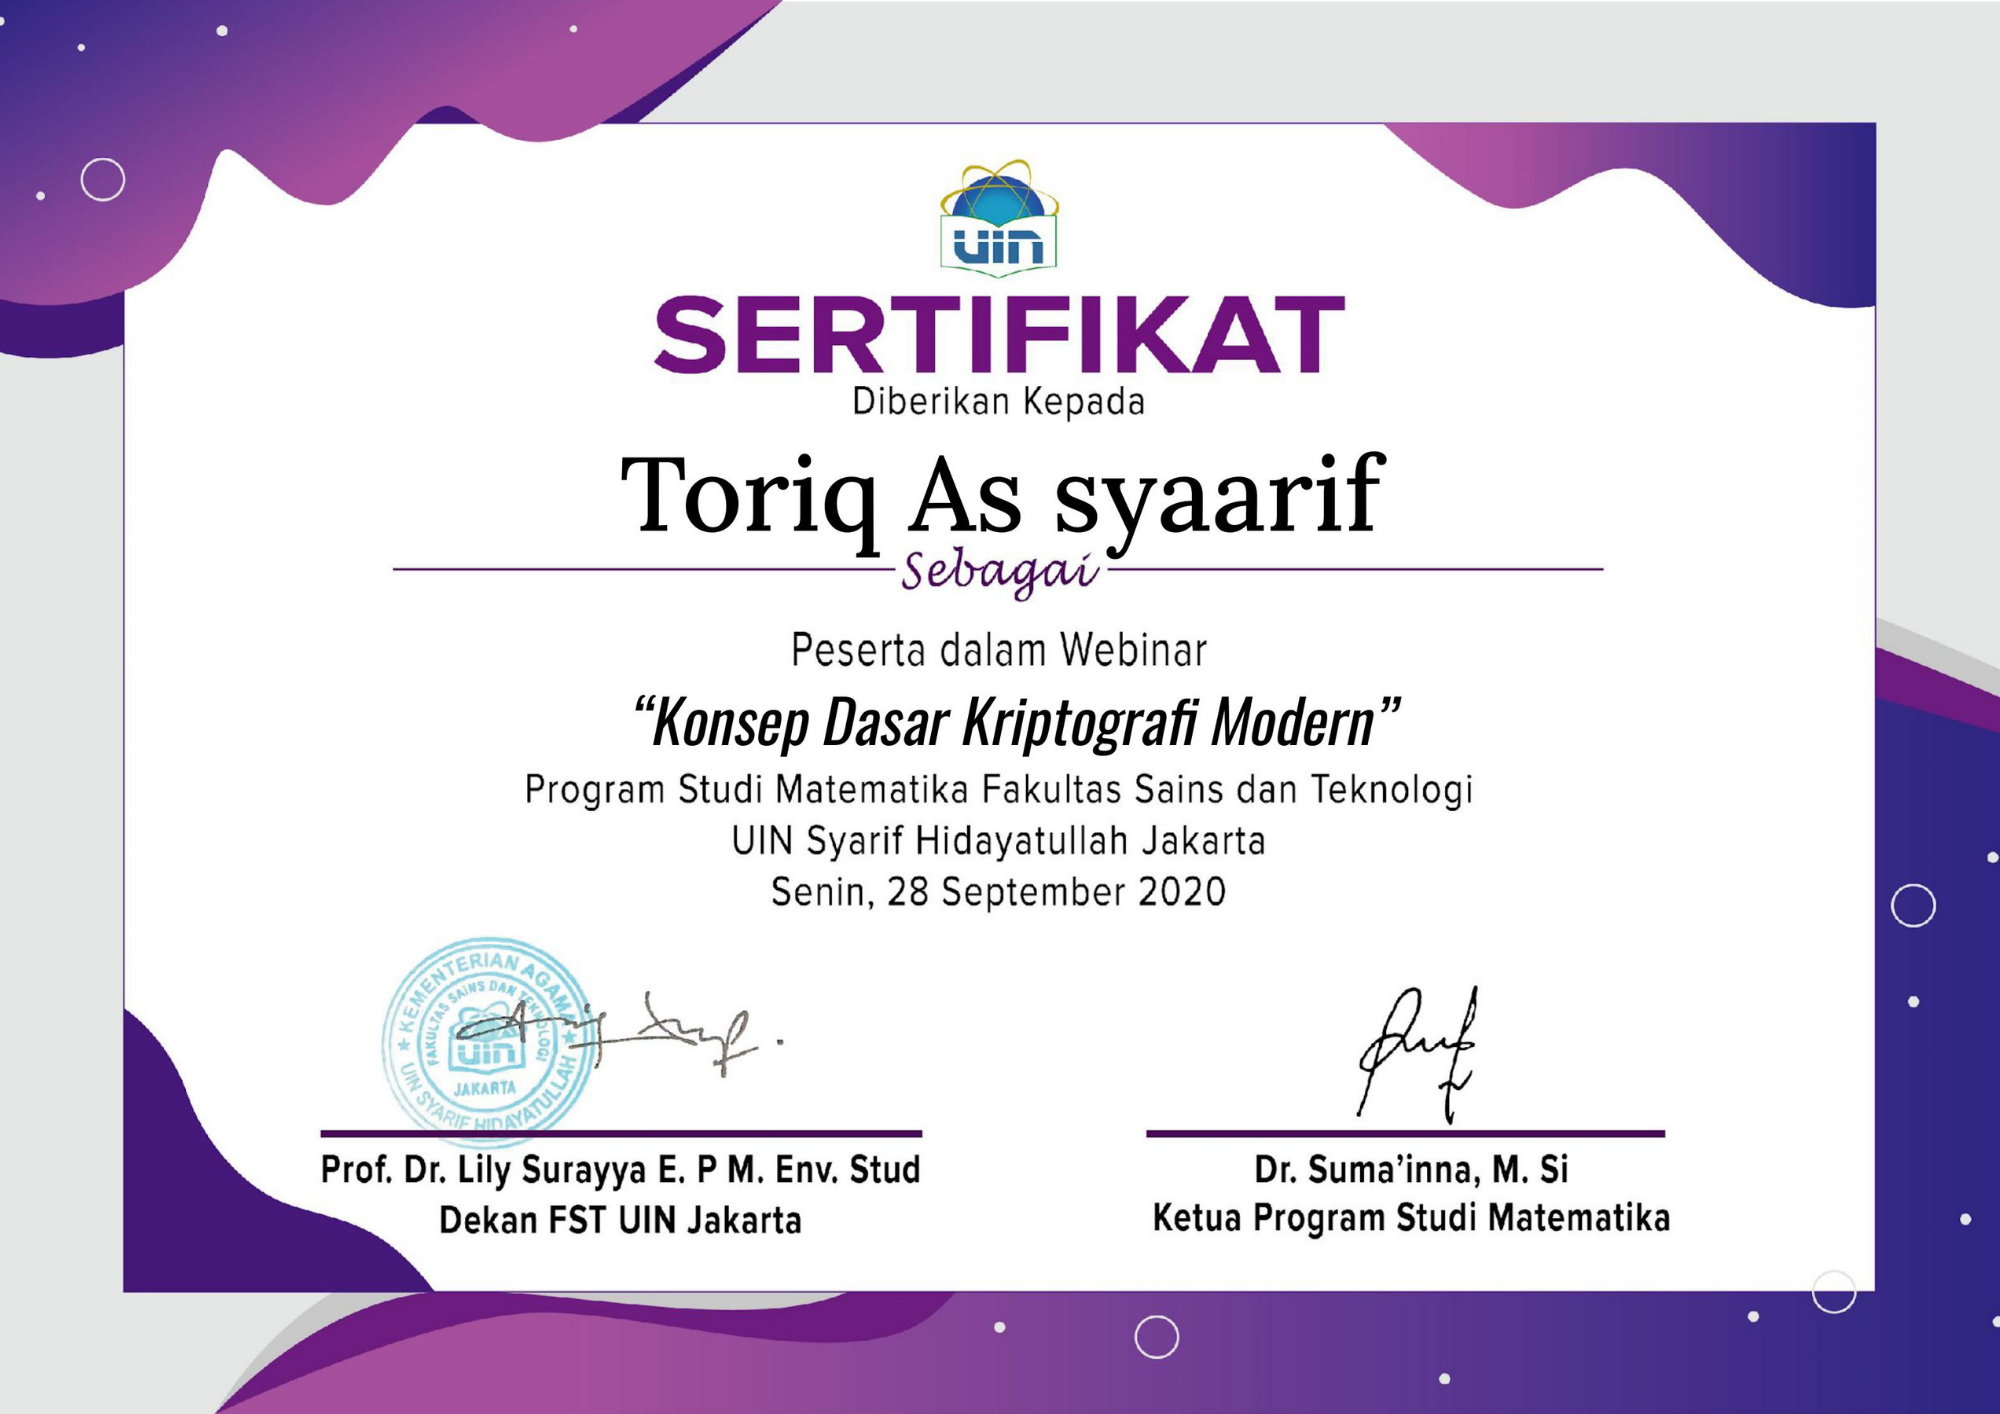 uin
SERTIFIKAT
Diberikan Kepada
Toriq As syaarif
Sebagai
Peserta dalam Webinar
“Konsep Dasar Kriptografi Modern”
Program Studi Matematika Fakultas Sains dan Teknologi
UIN Syarif Hidayatullah Jakarta
Senin, 28 September 2020
KEMENTERIAN AGAMA
FAKULTAS SAINS DAN TEKNOLOGI
uin
JAKARTA
UIN SYARIF HIDAYATULLAH
Prof. Dr. Lily Surayya E. P M. Env. Stud
Dekan FST UIN Jakarta
Dr. Suma’inna, M. Si
Ketua Program Studi Matematika